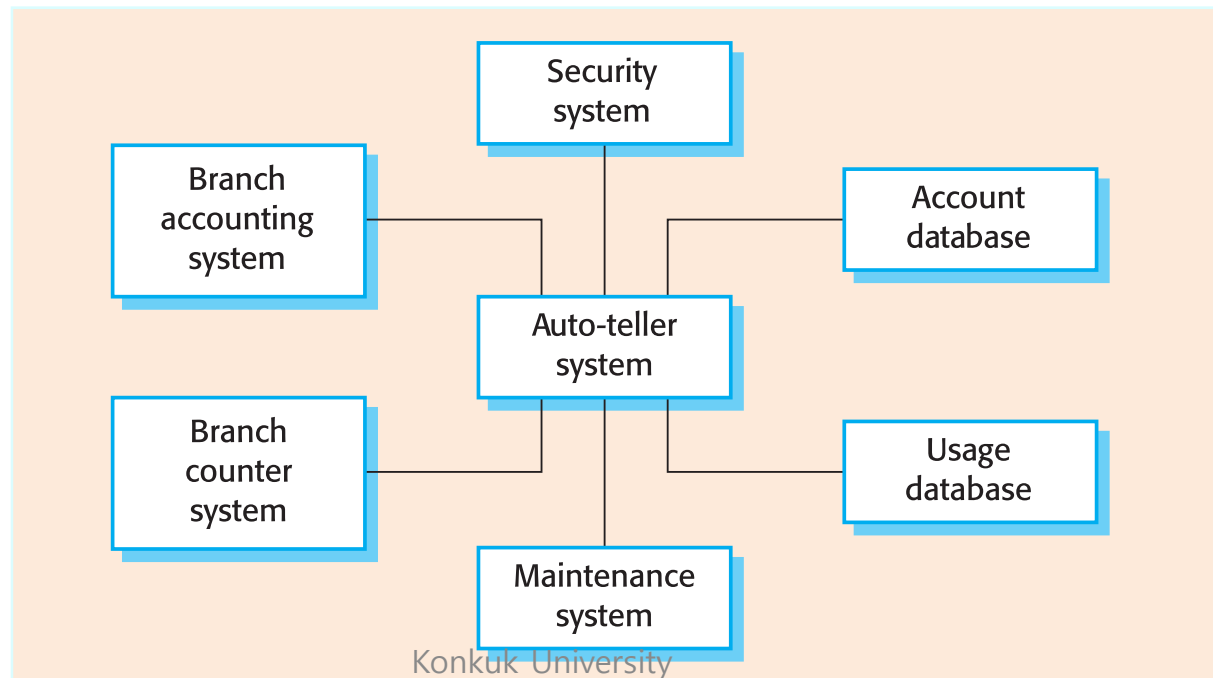 Security
system
Branch
accounting
system
Account
database
Auto-teller
system
Branch
counter
system
Usage
database
Maintenance
system
Konkuk University